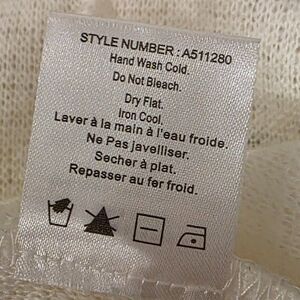 STYLE NUMBER : A511280
Hand Wash Cold.
Do Not Bleach.
Dry Flat.
Iron Cool.
Laver à la main à l'eau froide.
Ne Pas javelliser.
Secher à plat.
Repasser au fer froid.